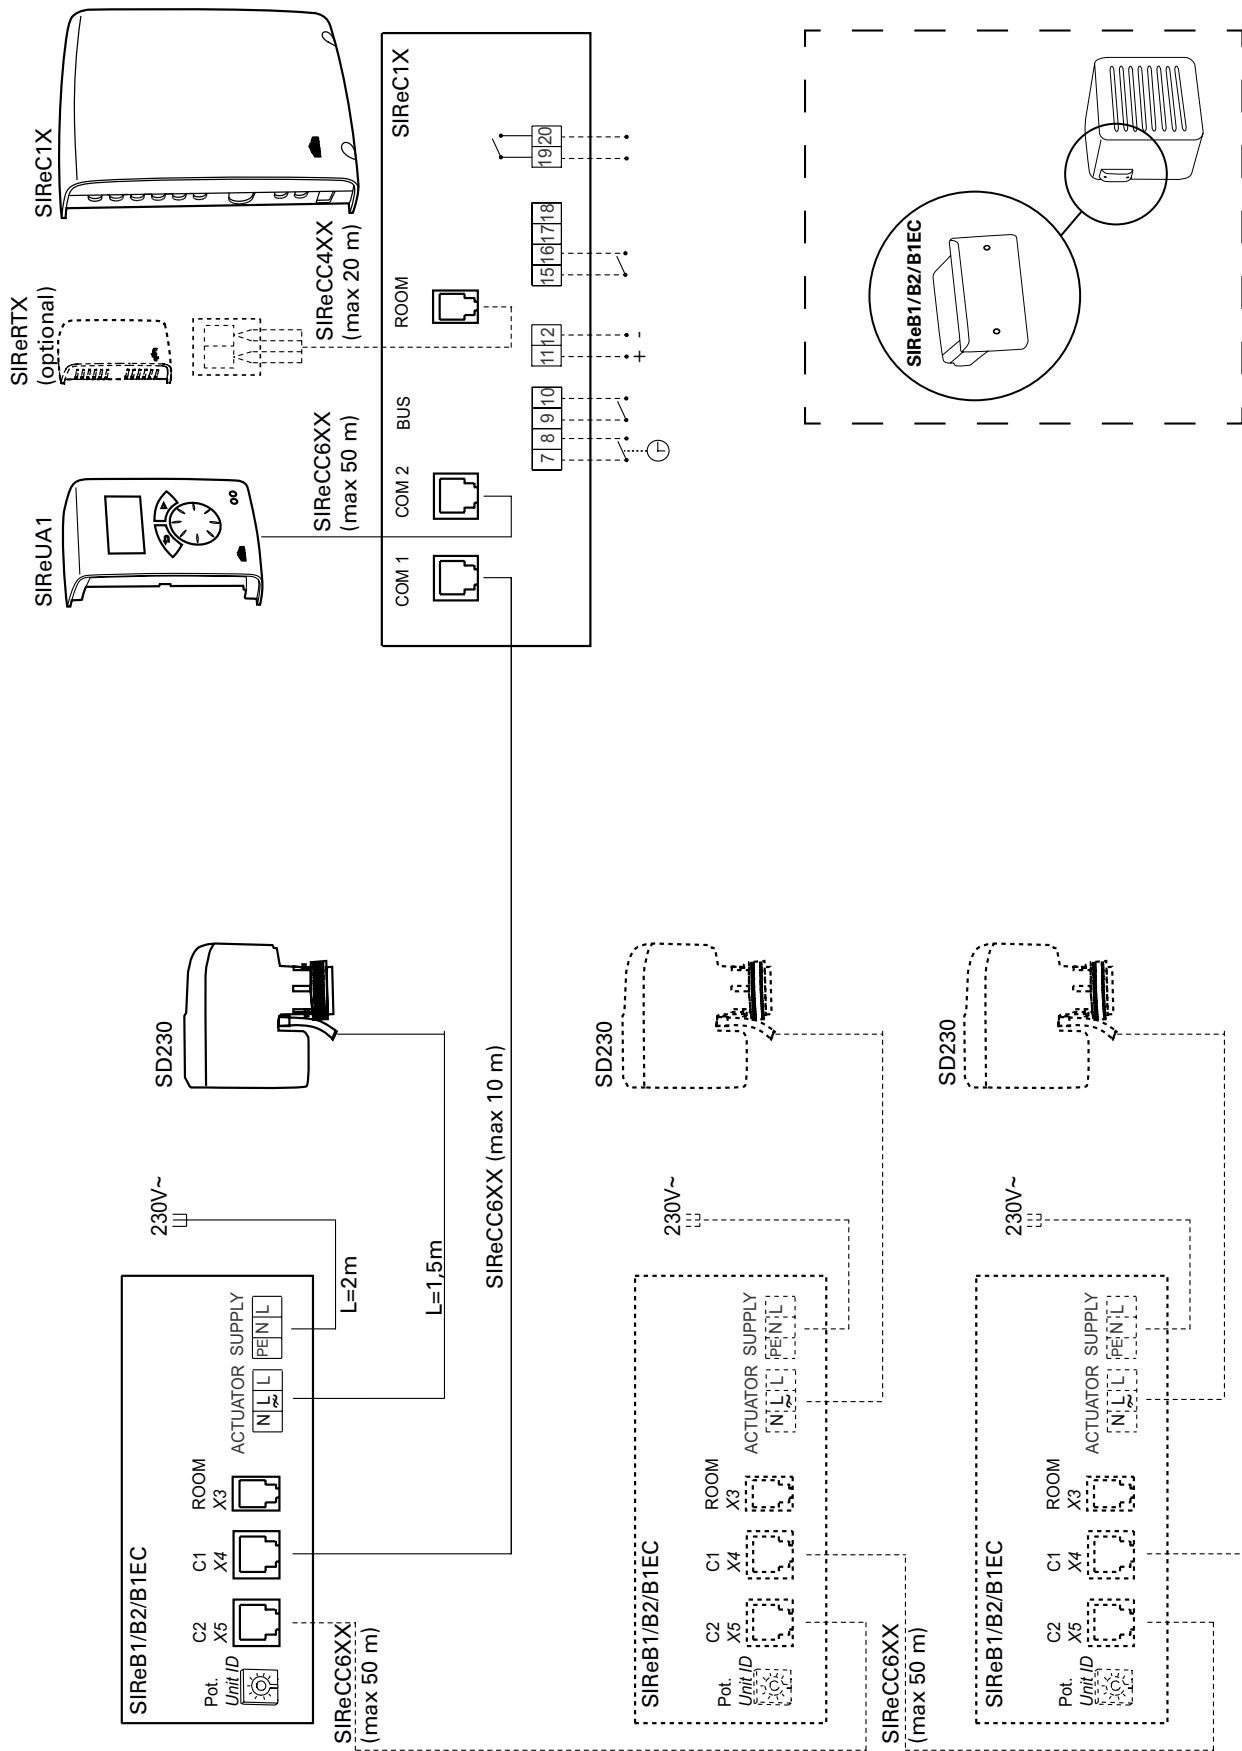 SIReB1/B2/B1EC
Pot.
Unit ID
C2
X5
C1
X4
ROOM
X3
ACTUATOR
N L L
~
SUPPLY
PE N L
230V~
L=2m
L=1,5m
SD230
SIReCC6XX (max 10 m)
SIReCC6XX
(max 50 m)
SIReUA1
SIReRTX
(optional)
SIReC1X
SIReCC6XX
(max 50 m)
SIReCC4XX
(max 20 m)
SIReC1X
COM 1
COM 2
BUS
ROOM
7 8 9 10
11 12
+ -
15 16 17 18
19 20
SIReB1/B2/B1EC
Pot.
Unit ID
C2
X5
C1
X4
ROOM
X3
ACTUATOR
N L L
~
SUPPLY
PE N L
230V~
SD230
SIReCC6XX
(max 50 m)
SIReB1/B2/B1EC
Pot.
Unit ID
C2
X5
C1
X4
ROOM
X3
ACTUATOR
N L L
~
SUPPLY
PE N L
230V~
SD230
SIReB1/B2/B1EC